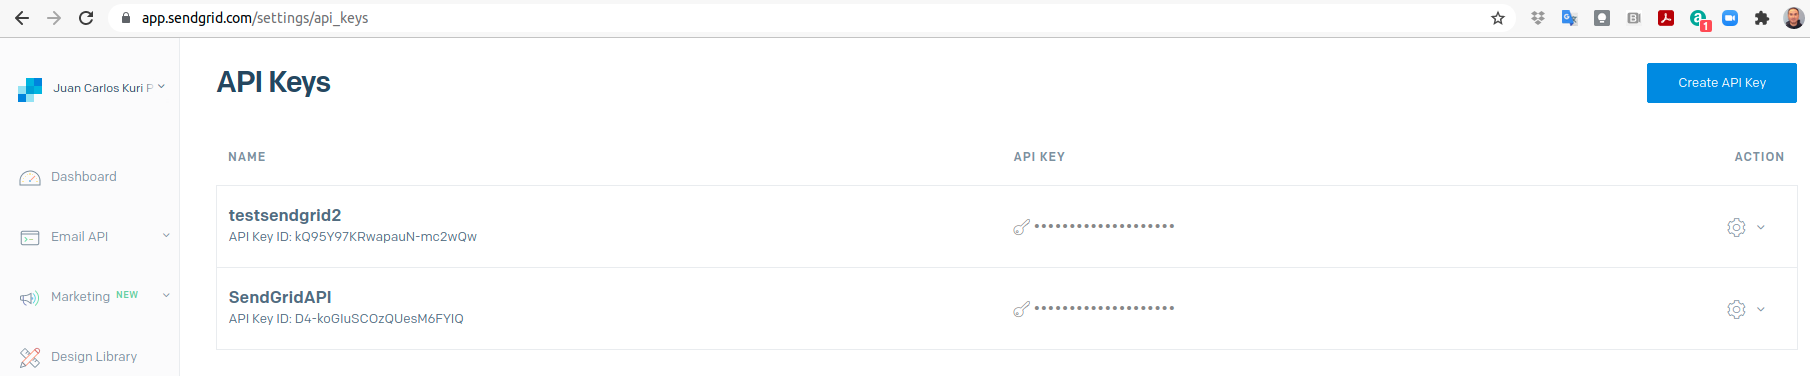 app.sendgrid.com/settings/api_keys
1
Juan Carlos Kuri P
API Keys
Create API Key
NAME API KEY ACTION
Dashboard
testsendgrid2
API Key ID: kQ95Y97KRwapauN-mc2wQw
Email API
Marketing NEW
SendGridAPI
API Key ID: D4-koGluSCOzQUesM6FYIQ
Design Library